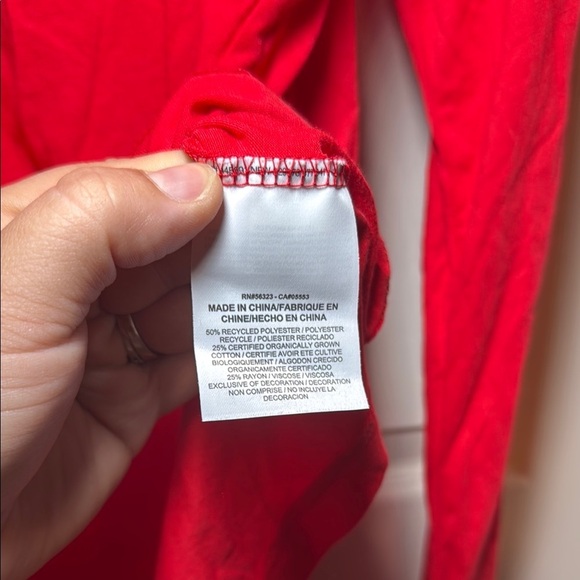 RN#56323 - CA#05553
MADE IN CHINA/FABRIQUE EN
CHINE/HECHO EN CHINA
50% RECYCLED POLYESTER / POLYESTER
RECYCLE / POLIESTER RECICLADO
25% CERTIFIED ORGANICALLY GROWN
COTTON / CERTIFIE AVOIR ETE CULTIVE
BIOLOGIQUEMENT / ALGODON CRECIDO
ORGANICAMENTE CERTIFICADO
25% RAYON / VISCOSE / VISCOSA
EXCLUSIVE OF DECORATION / DECORATION
NON COMPRISE / NO INCLUYE LA
DECORACION